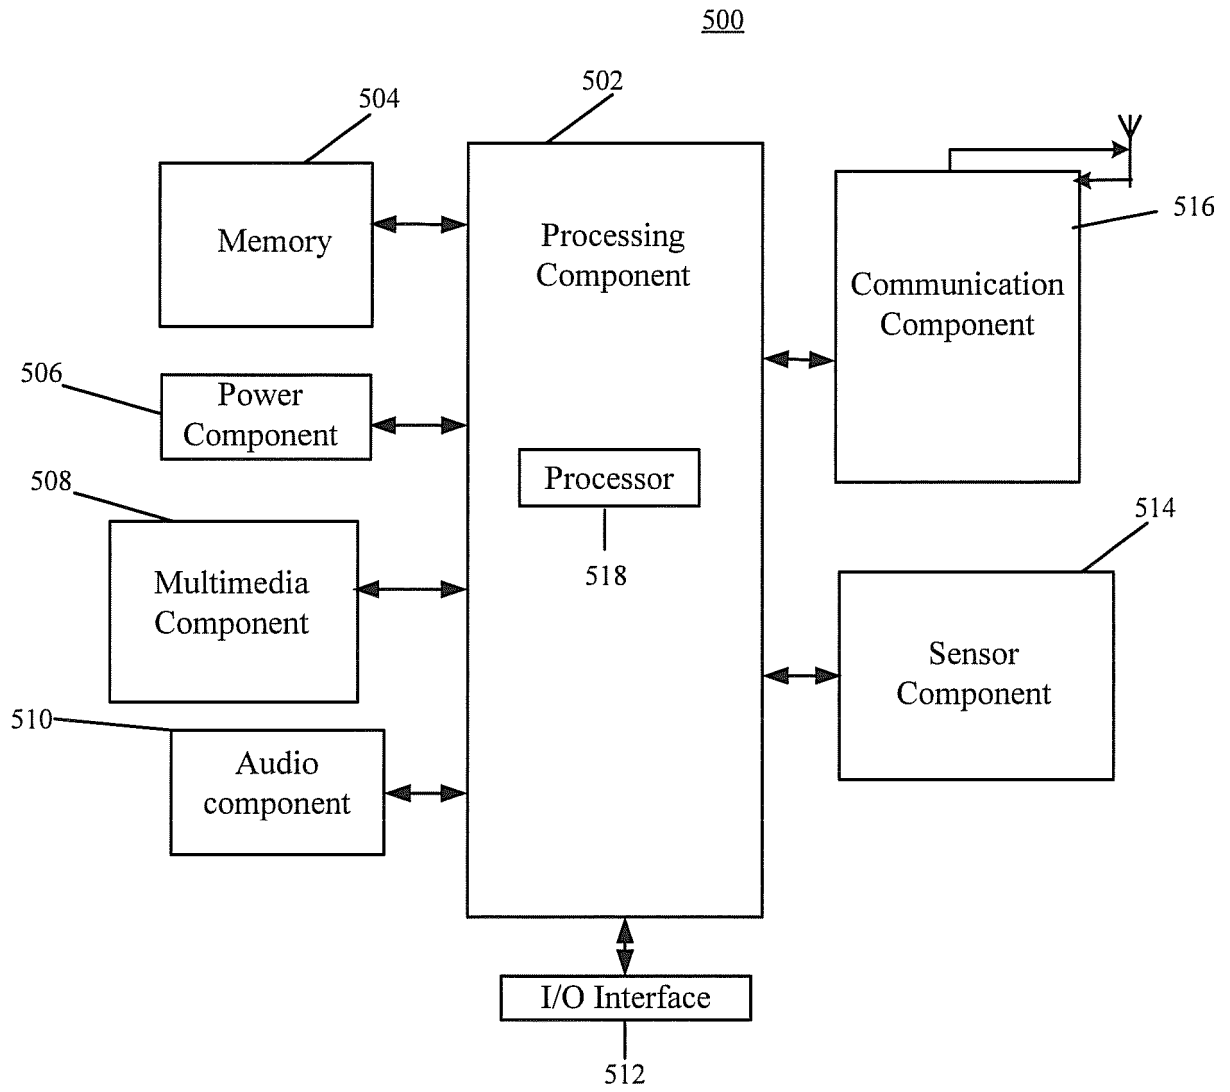 500
502
504
Memory
Processing
Component
516
Communication
Component
506
Power
Component
Processor
518
508
Multimedia
Component
514
Sensor
Component
510
Audio
component
I/O Interface
512